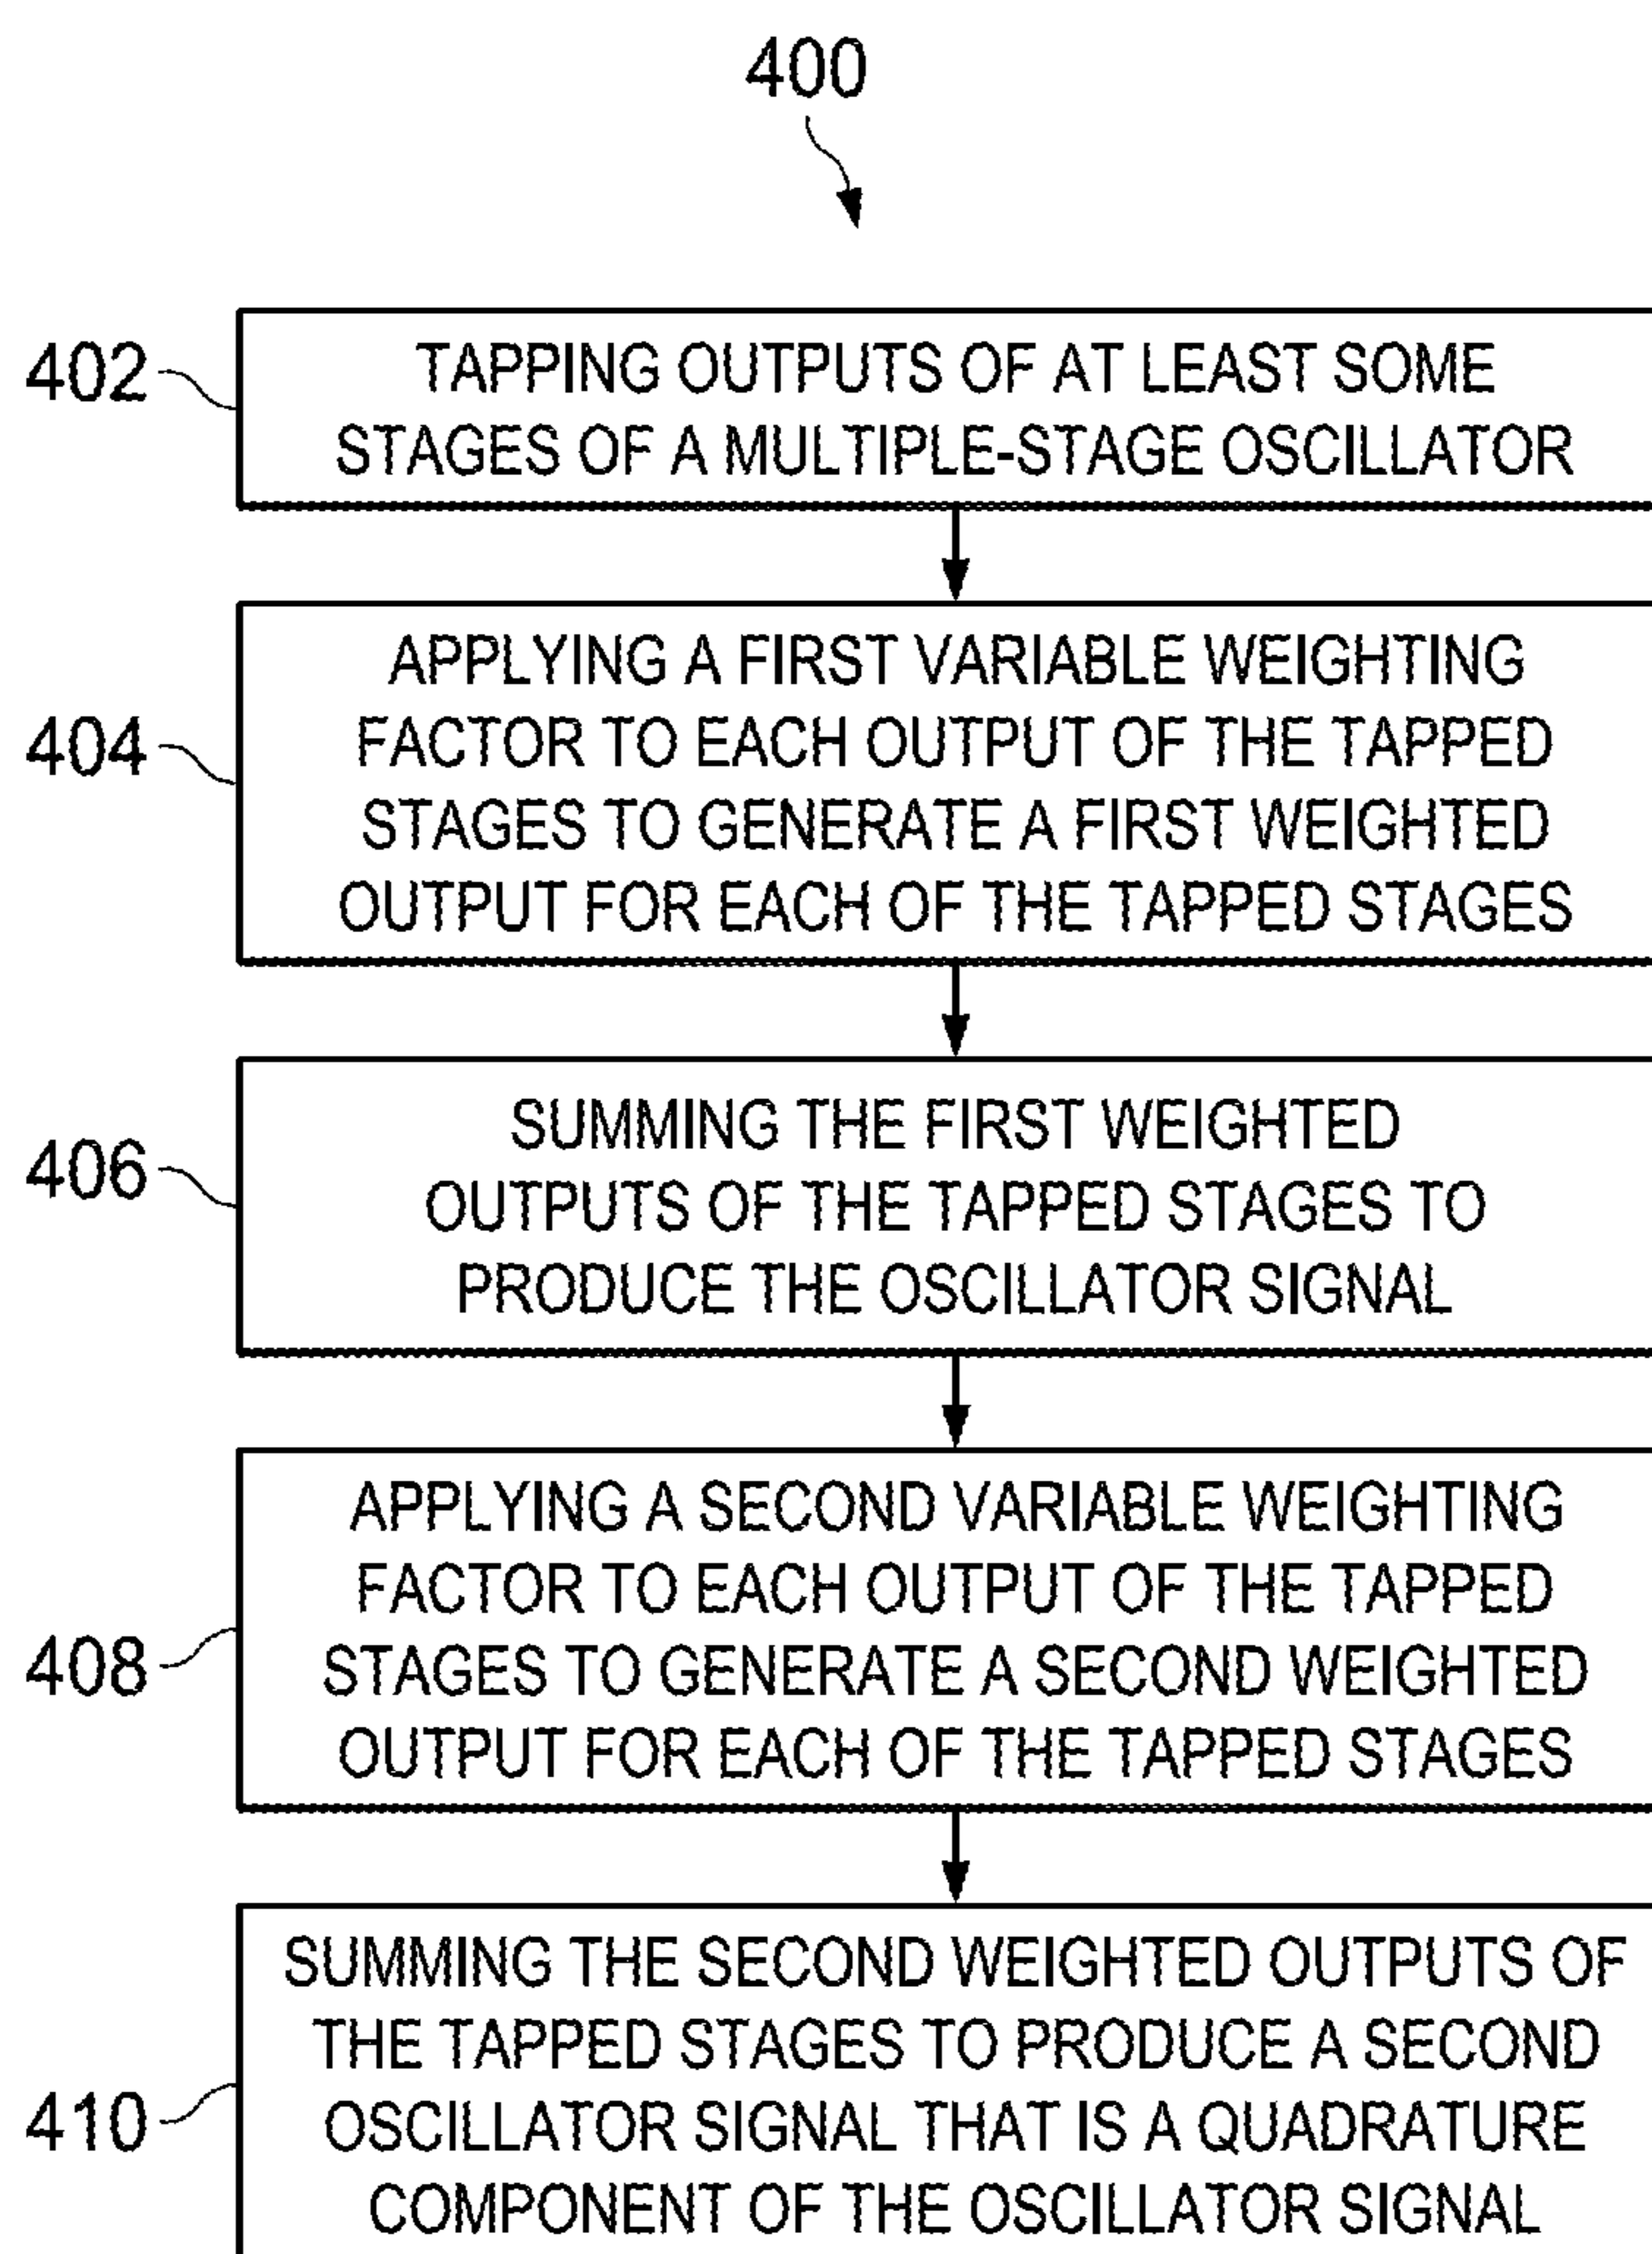 400
402
TAPPING OUTPUTS OF AT LEAST SOME
STAGES OF A MULTIPLE-STAGE OSCILLATOR
404
APPLYING A FIRST VARIABLE WEIGHTING
FACTOR TO EACH OUTPUT OF THE TAPPED
STAGES TO GENERATE A FIRST WEIGHTED
OUTPUT FOR EACH OF THE TAPPED STAGES
406
SUMMING THE FIRST WEIGHTED
OUTPUTS OF THE TAPPED STAGES TO
PRODUCE THE OSCILLATOR SIGNAL
408
APPLYING A SECOND VARIABLE WEIGHTING
FACTOR TO EACH OUTPUT OF THE TAPPED
STAGES TO GENERATE A SECOND WEIGHTED
OUTPUT FOR EACH OF THE TAPPED STAGES
410
SUMMING THE SECOND WEIGHTED OUTPUTS OF
THE TAPPED STAGES TO PRODUCE A SECOND
OSCILLATOR SIGNAL THAT IS A QUADRATURE
COMPONENT OF THE OSCILLATOR SIGNAL